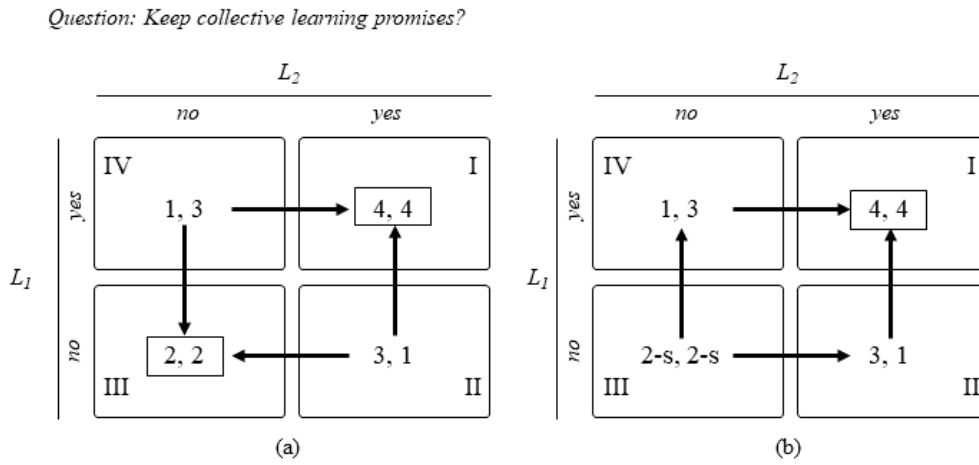 Question: Keep collective learning promises?
L2 L2
no yes no yes
IV I IV I
yes 1, 3 4, 4 yes 1, 3 4, 4
L1 L1
no 2, 2 3, 1 no 2-s, 2-s 3, 1
III II III II
(a) (b)